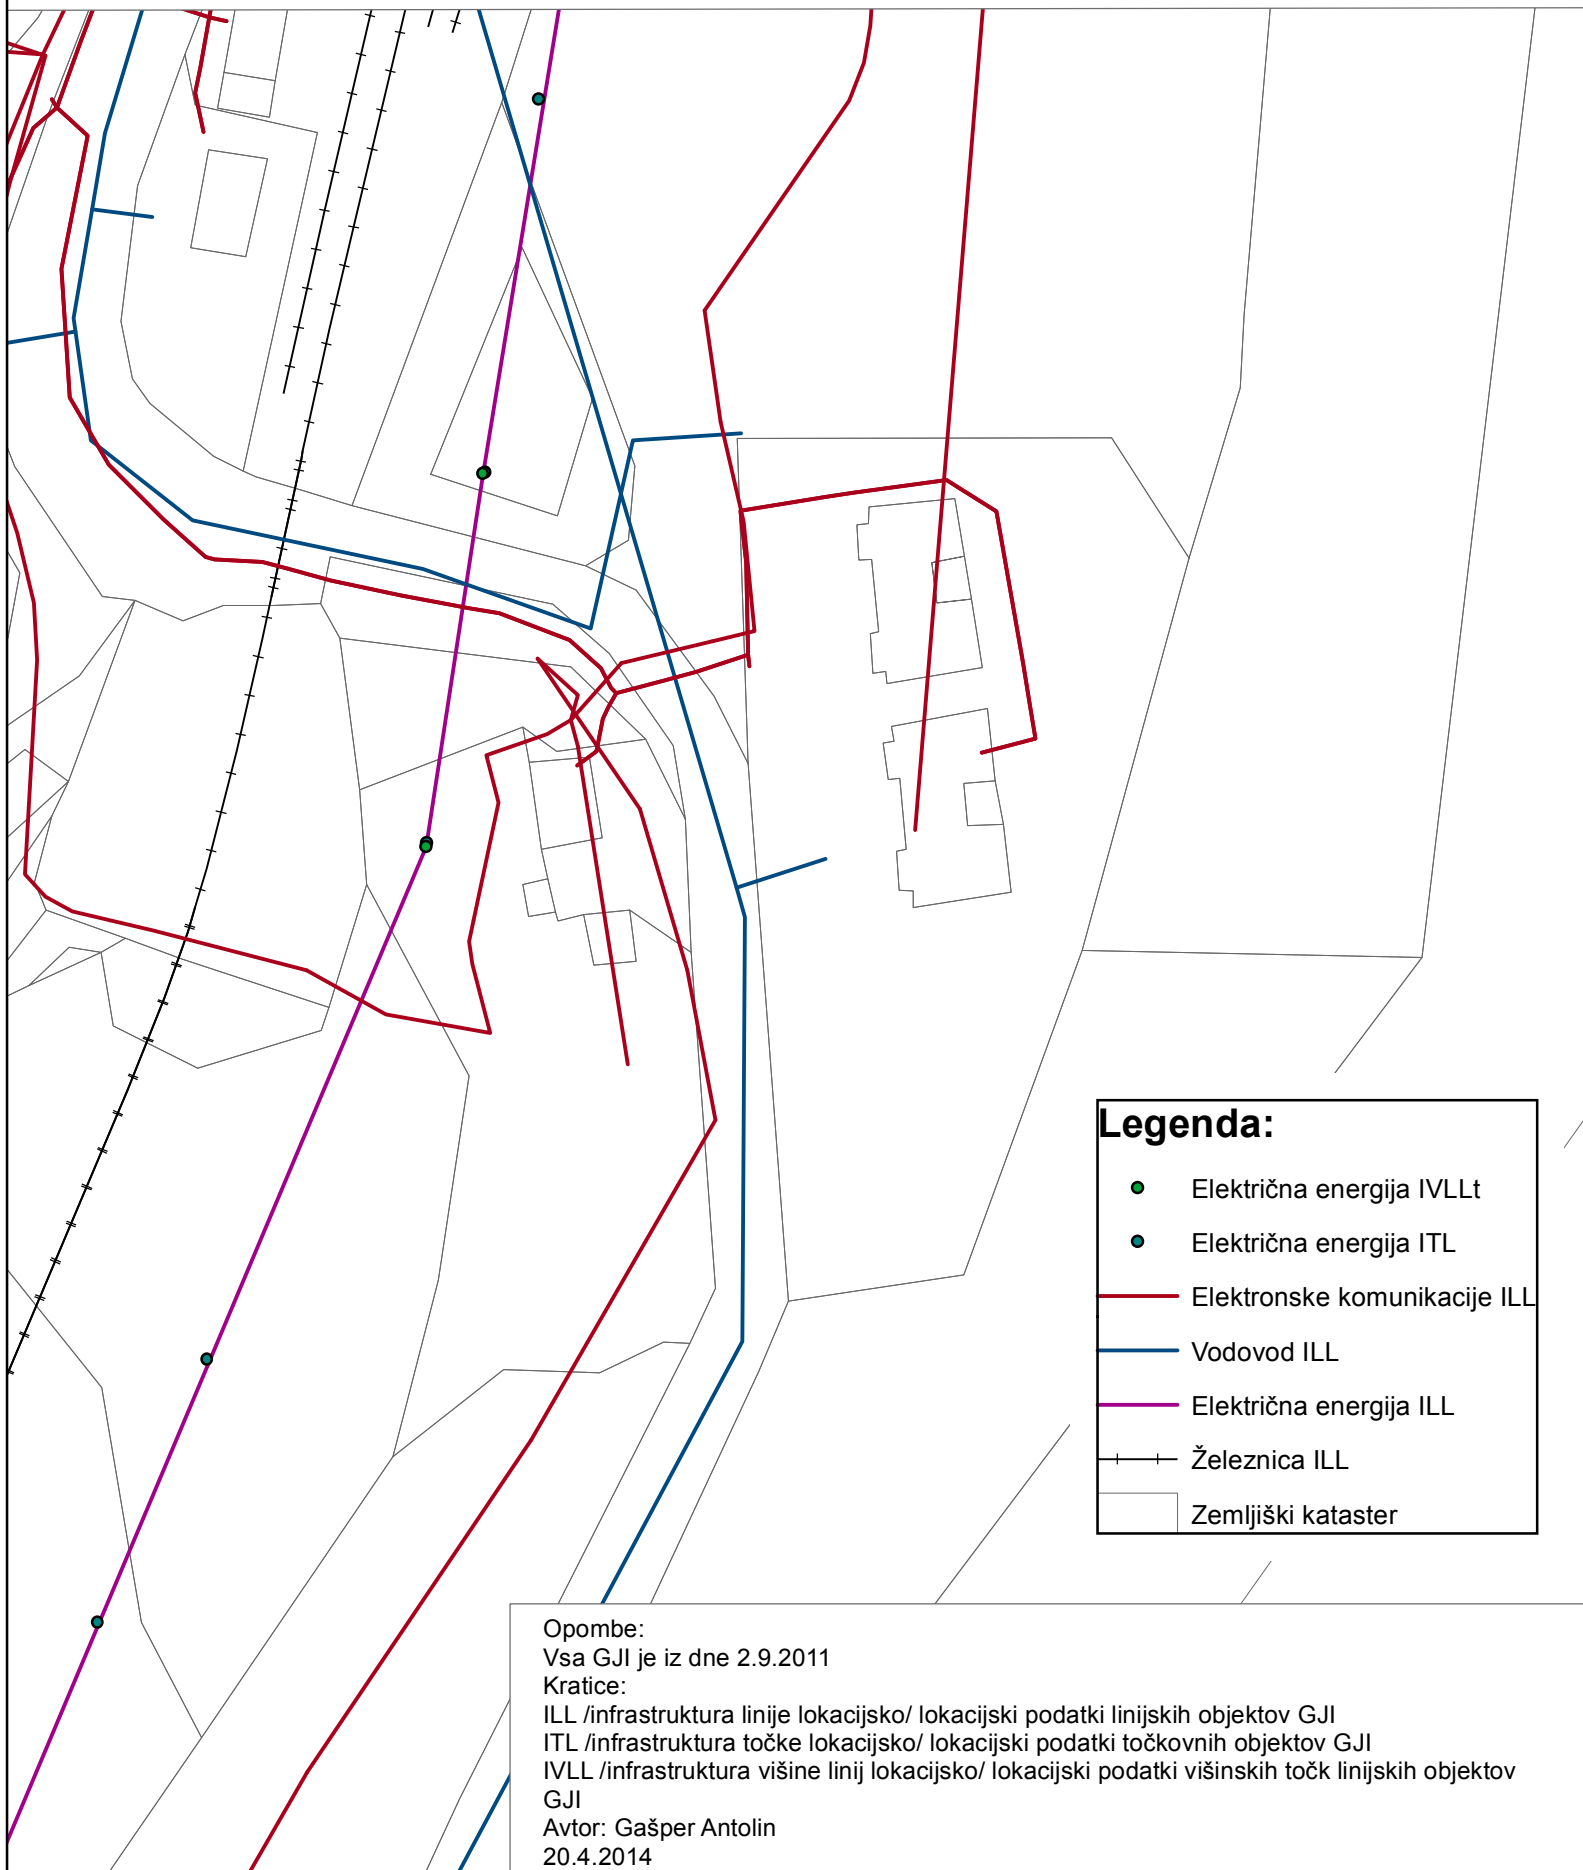 Legenda:
Električna energija IVLLt
Električna energija ITL
Elektronske komunikacije ILL
Vodovod ILL
Električna energija ILL
Železnica ILL
Zemljiški kataster
Opombe:
Vsa GJI je iz dne 2.9.2011
Kratice:
ILL /infrastruktura linije lokacijsko/ lokacijski podatki linijskih objektov GJI
ITL /infrastruktura točke lokacijsko/ lokacijski podatki točkovnih objektov GJI
IVLL /infrastruktura višine linij lokacijsko/ lokacijski podatki višinskih točk linijskih objektov
GJI
Avtor: Gašper Antolin
20.4.2014